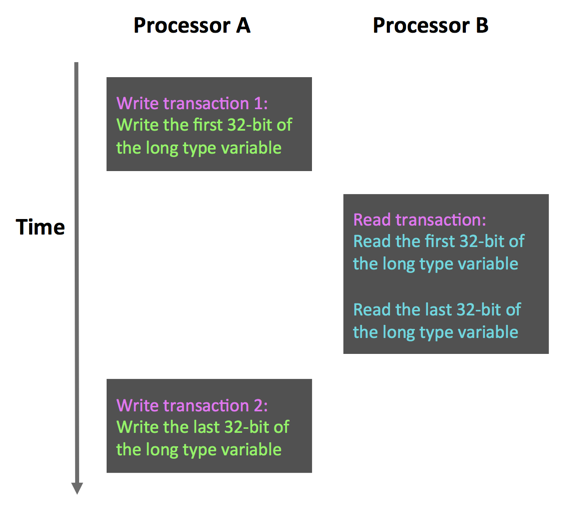 Processor A
Processor B
Write transaction 1:
Write the first 32-bit of
the long type variable
Time
Read transaction:
Read the first 32-bit of
the long type variable
Read the last 32-bit of
the long type variable
Write transaction 2:
Write the last 32-bit of
the long type variable